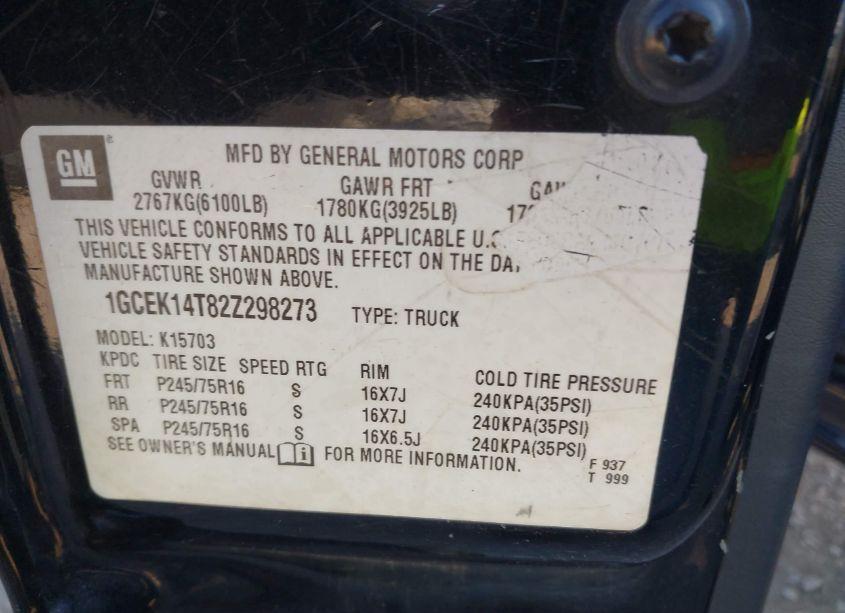 GM
MFD BY GENERAL MOTORS CORP
GVWR GAWR FRT
2767KG(6100LB) 1780KG(3925LB)
THIS VEHICLE CONFORMS TO ALL APPLICABLE
VEHICLE SAFETY STANDARDS IN EFFECT ON THE
MANUFACTURE SHOWN ABOVE.
1GCEK14T82Z298273 TYPE: TRUCK
MODEL: K15703
KPDC TIRE SIZE SPEED RTG RIM COLD TIRE PRESSURE
FRT P245/75R16 S 16X7J 240KPA(35PSI)
RR P245/75R16 S 16X7J 240KPA(35PSI)
SPA P245/75R16 S 16X6.5J 240KPA(35PSI)
SEE OWNER'S MANUAL i FOR MORE INFORMATION.
F 937
T 999